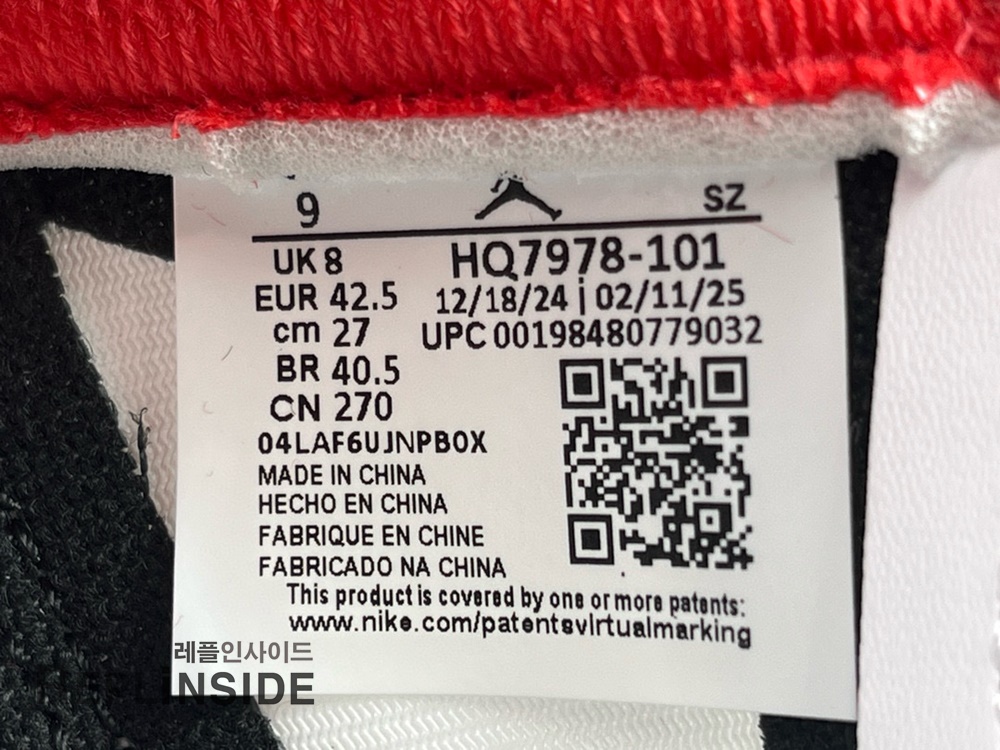 9 SZ
UK 8 HQ7978-101
EUR 42.5 12/18/24 | 02/11/25
cm 27 UPC 00198480779032
BR 40.5
CN 270
04LAF6UJNPBOX
MADE IN CHINA
HECHO EN CHINA
FABRIQUE EN CHINE
FABRICADO NA CHINA
This product is covered by one or more patents:
www.nike.com/patentsvirtualmarking
레플인사이드